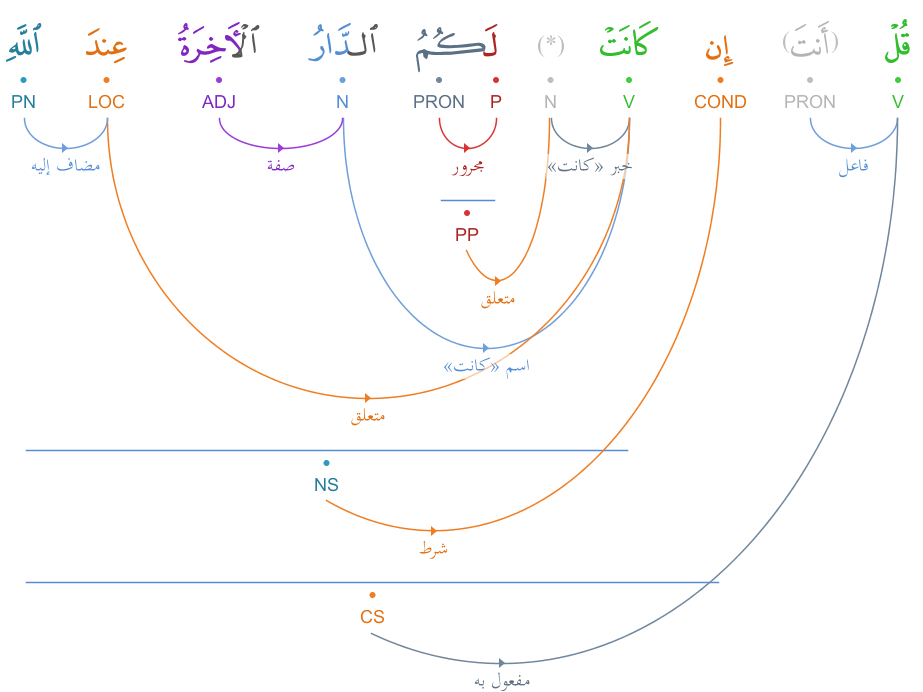 قُلْ (أَنتَ) إِن كَانَتْ (*) لَكُمُ ٱلدَّارُ ٱلْأَخِرَةُ عِندَ ٱللَّهِ
V PRON COND V N P PRON N ADJ LOC PN
فاعل خبر «كانت» مجرور صفة مضاف إليه
PP
متعلق
اسم «كانت»
متعلق
NS
شرط
CS
مفعول به